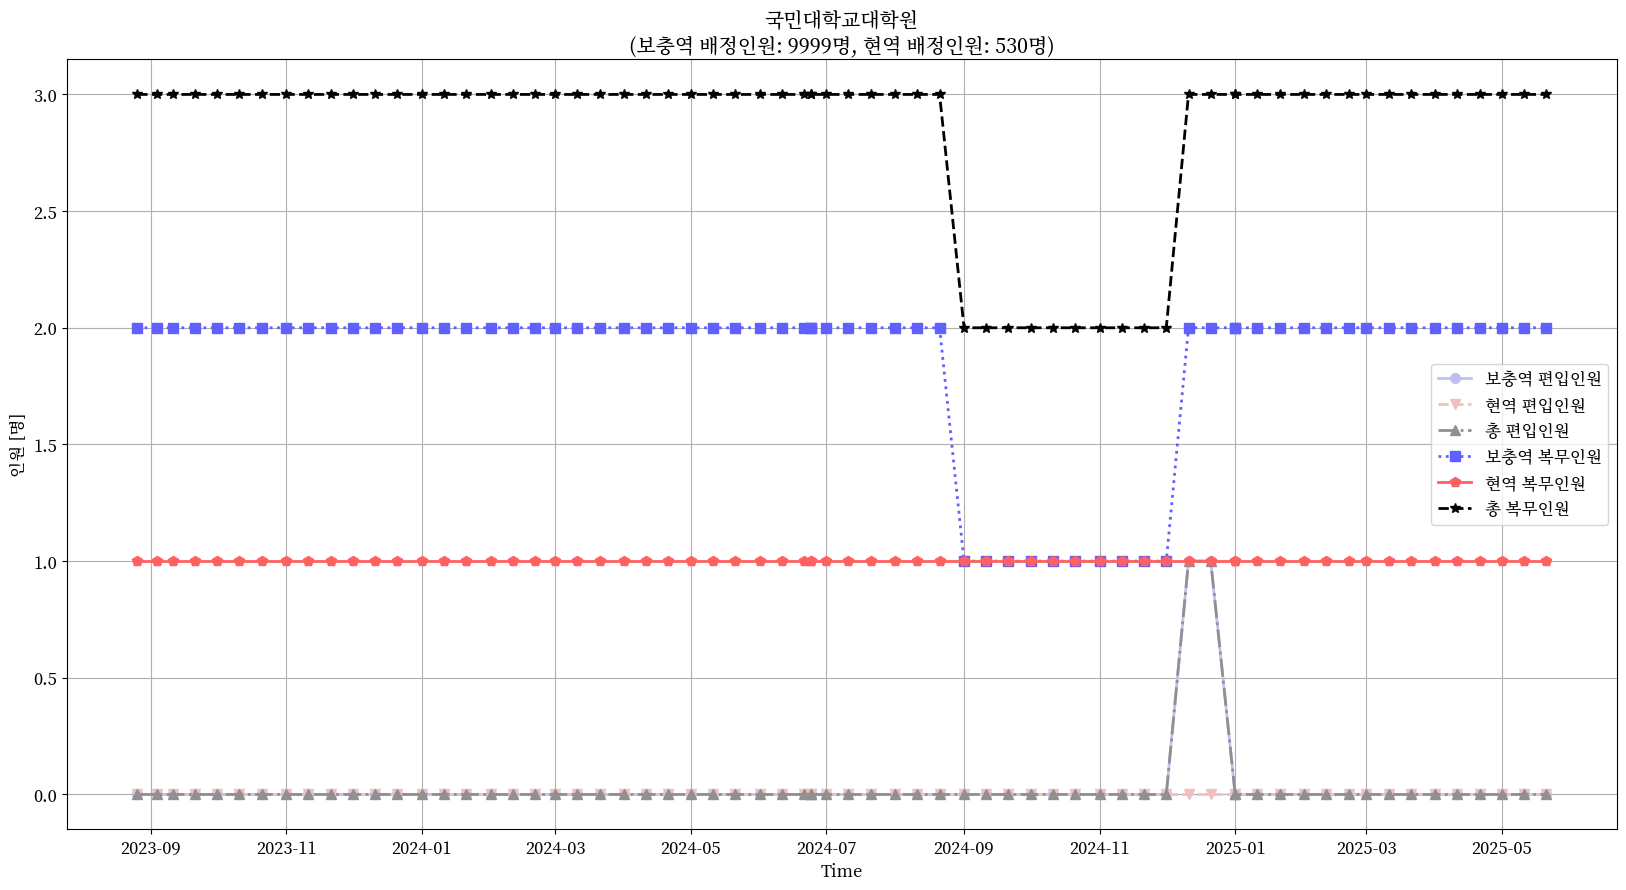 국민대학교대학원
(보충역 배정인원: 9999명, 현역 배정인원: 530명)
3.0
2.5
2.0
1.5
1.0
0.5
0.0
인원 [명]
보충역 편입인원
현역 편입인원
총 편입인원
보충역 복무인원
현역 복무인원
총 복무인원
2023-09
2023-11
2024-01
2024-03
2024-05
2024-07
2024-09
2024-11
2025-01
2025-03
2025-05
Time